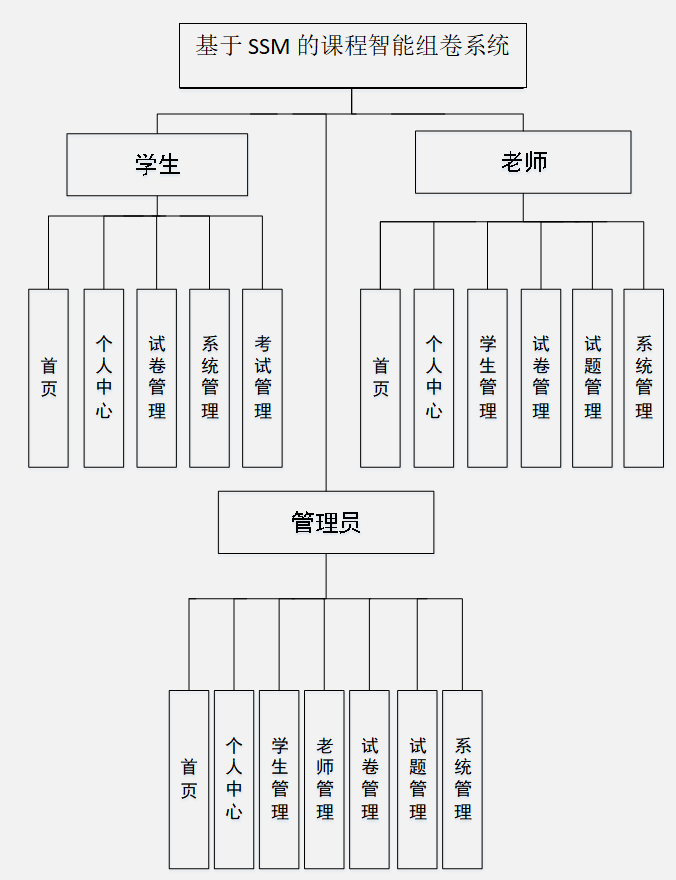 基于 SSM 的课程智能组卷系统
学生
老师
首页
个人中心
试卷管理
系统管理
考试管理
首页
个人中心
学生管理
试卷管理
试题管理
系统管理
管理员
首页
个人中心
学生管理
老师管理
试卷管理
试题管理
系统管理